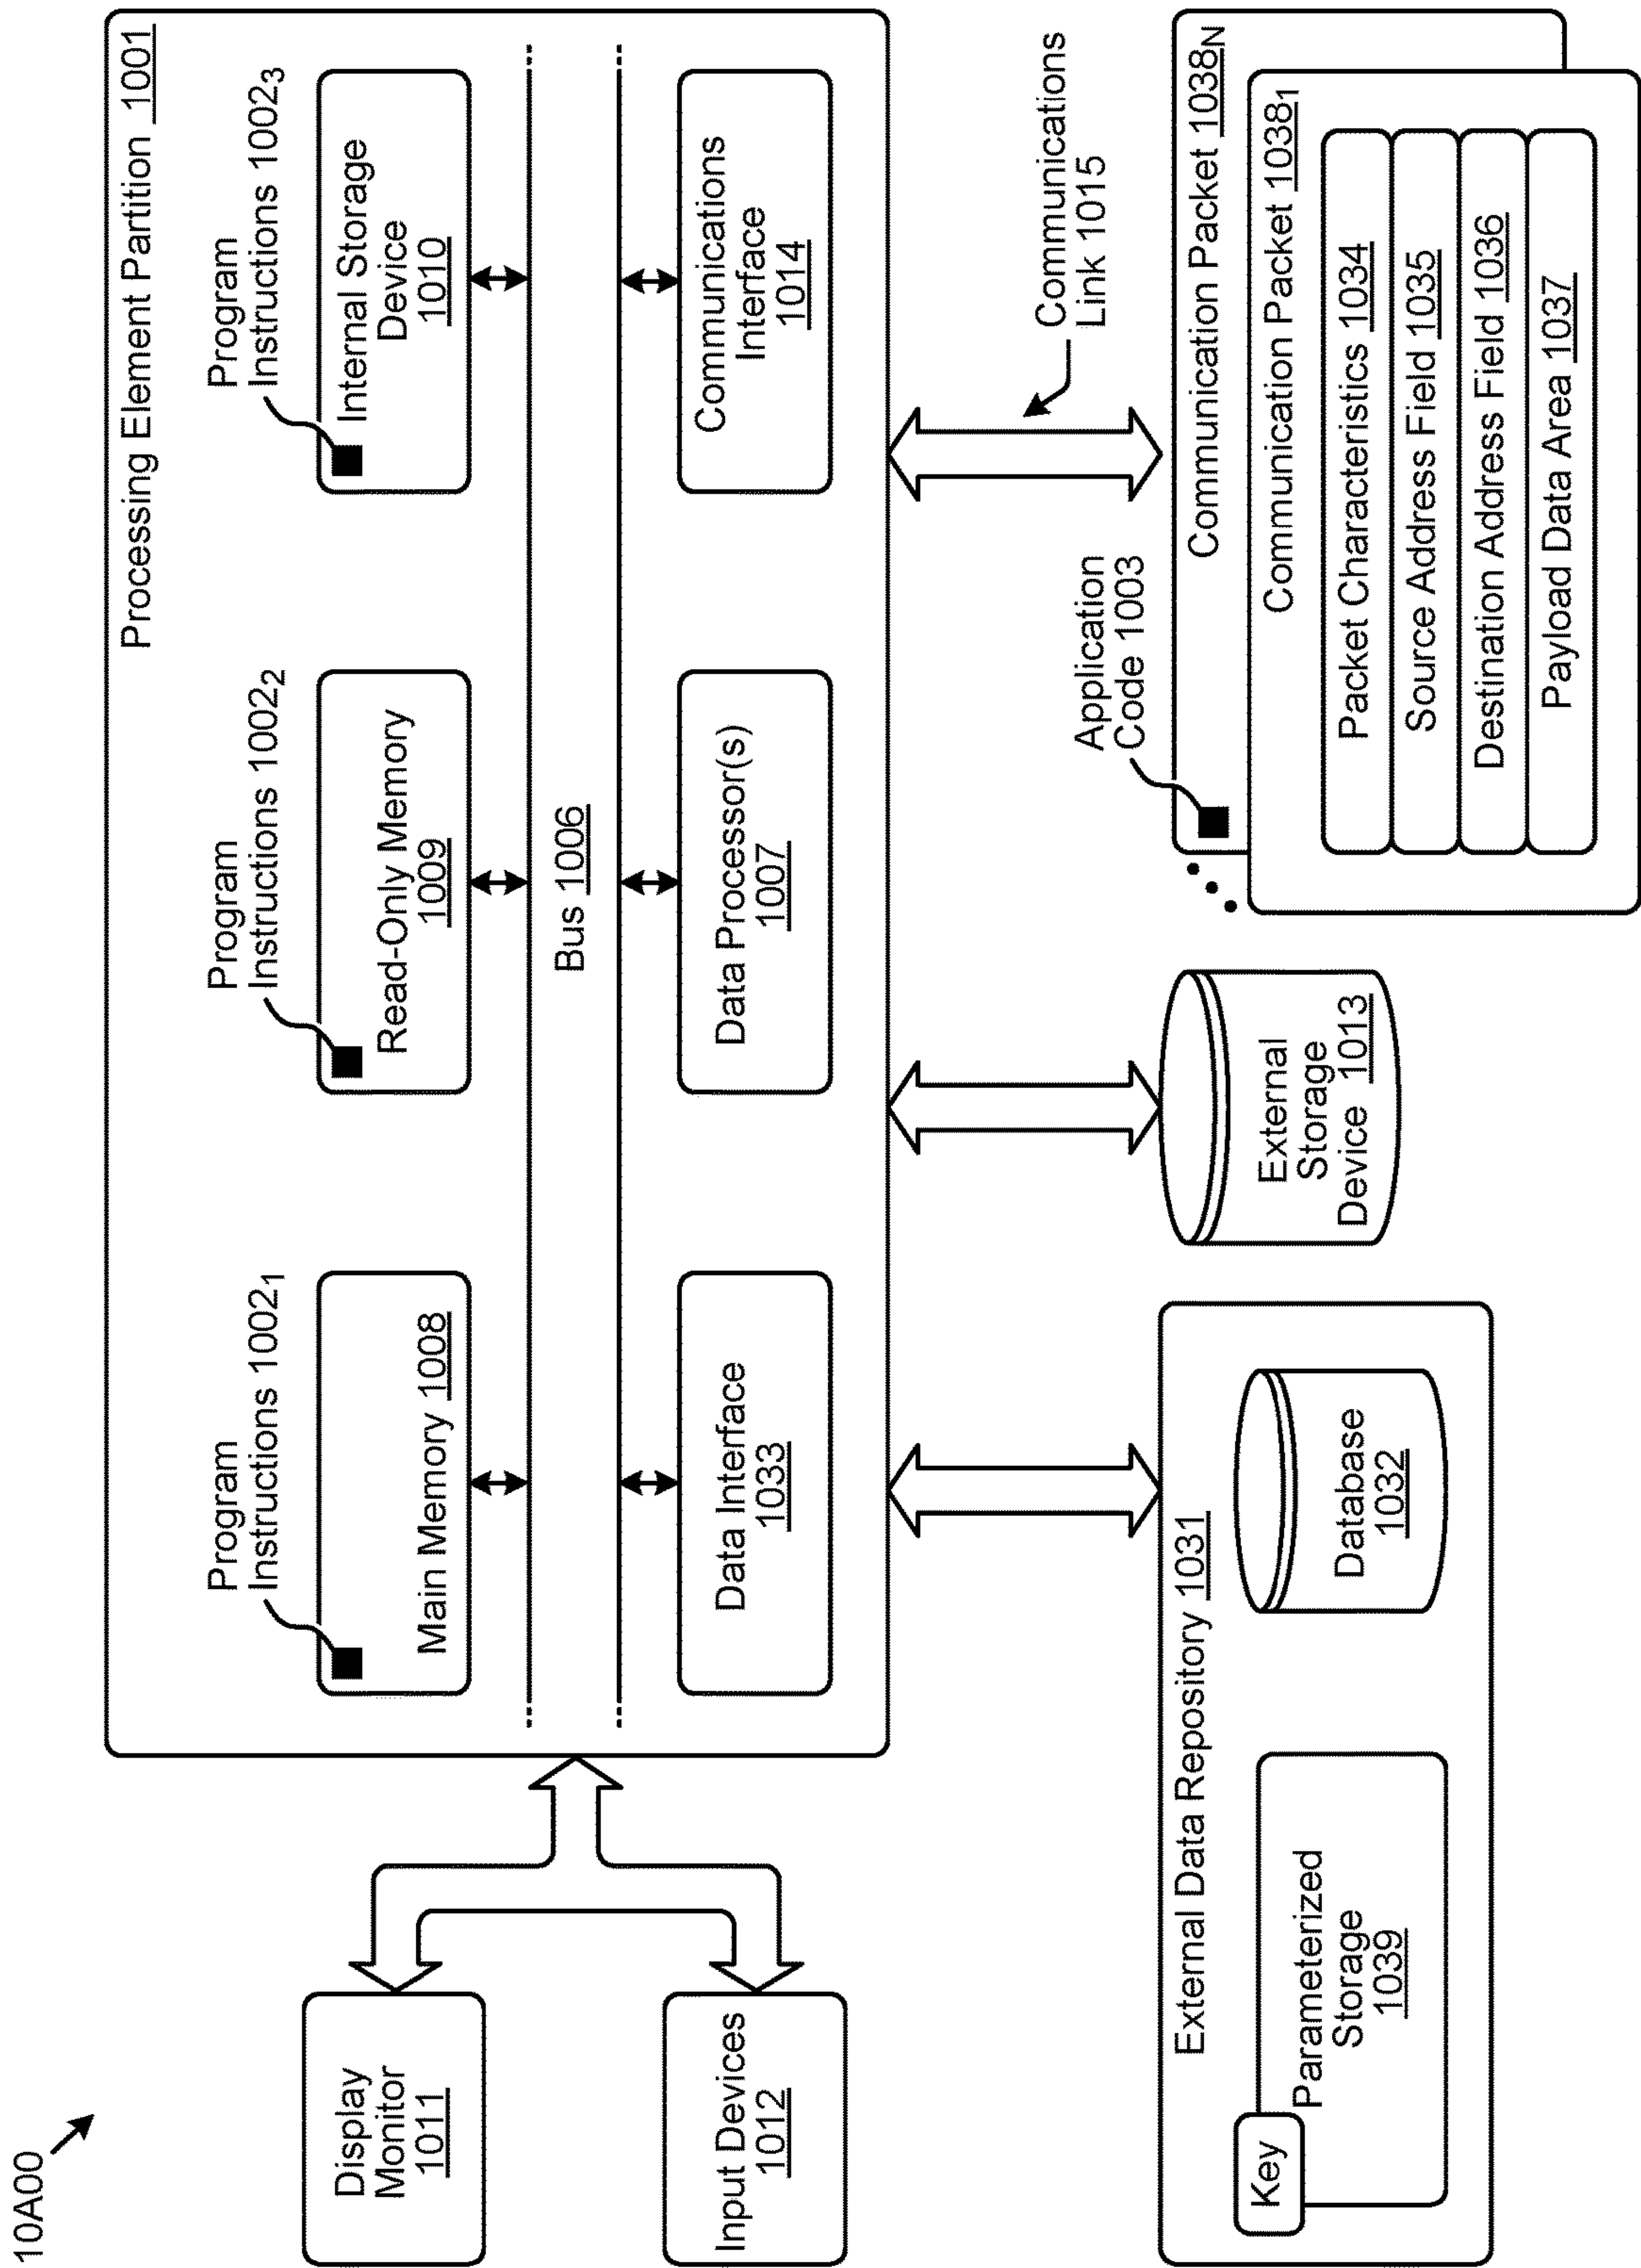 10A00
Processing Element Partition 1001
Program
Instructions 1002₁
Program
Instructions 1002₂
Program
Instructions 1002₃
Main Memory 1008
Read-Only Memory
1009
Internal Storage
Device
1010
Display
Monitor
1011
Bus 1006
Input Devices
1012
Data Interface
1033
Data Processor(s)
1007
Communications
Interface
1014
Communications
Link 1015
Application
Code 1003
External Data Repository 1031
Key
Parameterized
Storage
1039
Database
1032
External
Storage
Device 1013
Communication Packet 1038N
Communication Packet 1038₁
Packet Characteristics 1034
Source Address Field 1035
Destination Address Field 1036
Payload Data Area 1037